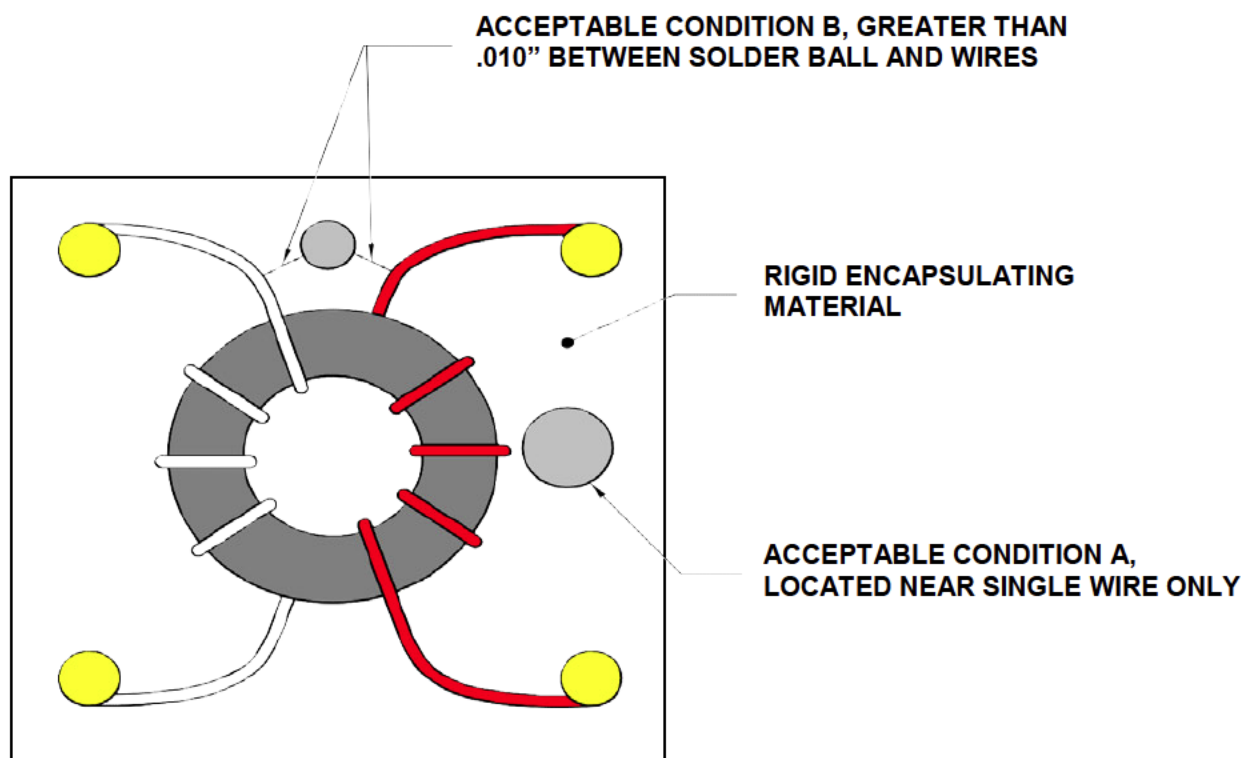 ACCEPTABLE CONDITION B, GREATER THAN
.010” BETWEEN SOLDER BALL AND WIRES
RIGID ENCAPSULATING
MATERIAL
ACCEPTABLE CONDITION A,
LOCATED NEAR SINGLE WIRE ONLY